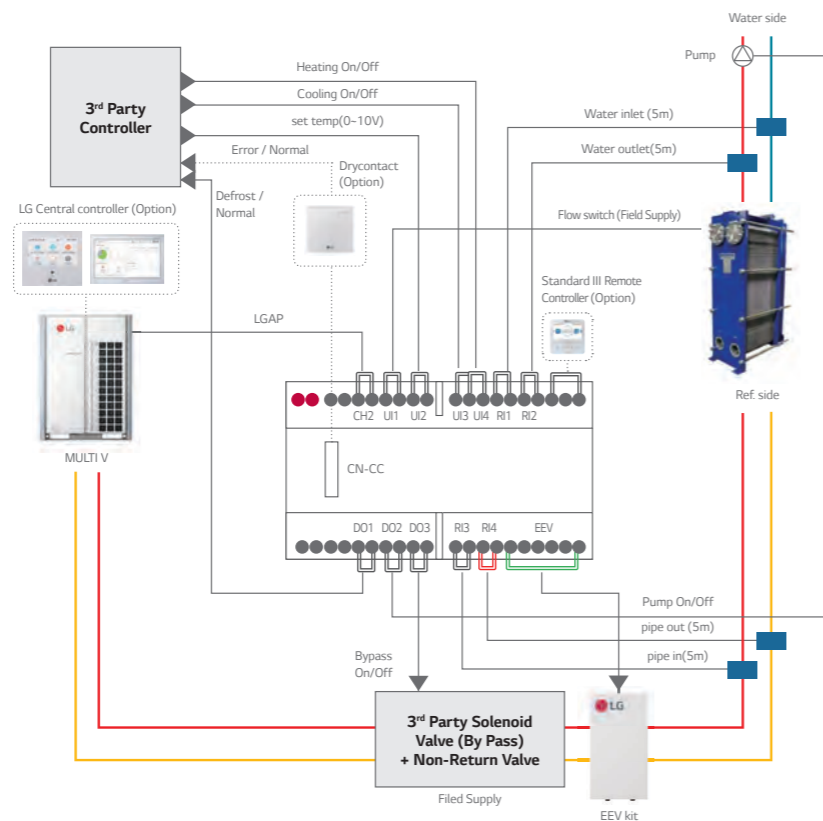 Water side
Pump
Heating On/Off
Cooling On/Off
3rd Party
Controller
set temp(0~10V)
Water inlet (5m)
Error / Normal
Drycontact
(Option)
Water outlet(5m)
Defrost /
Normal
LG Central controller (Option)
Flow switch (Field Supply)
Standard III Remote
Controller (Option)
LG
LGAP
Ref. side
CH2
UI1
UI2
UI3
UI4
RI1
RI2
MULTI V
CN-CC
DO1
DO2
DO3
RI3
RI4
EEV
Pump On/Off
pipe out (5m)
pipe in(5m)
Bypass
On/Off
3rd Party Solenoid
Valve (By Pass)
+ Non-Return Valve
LG
Filed Supply
EEV kit